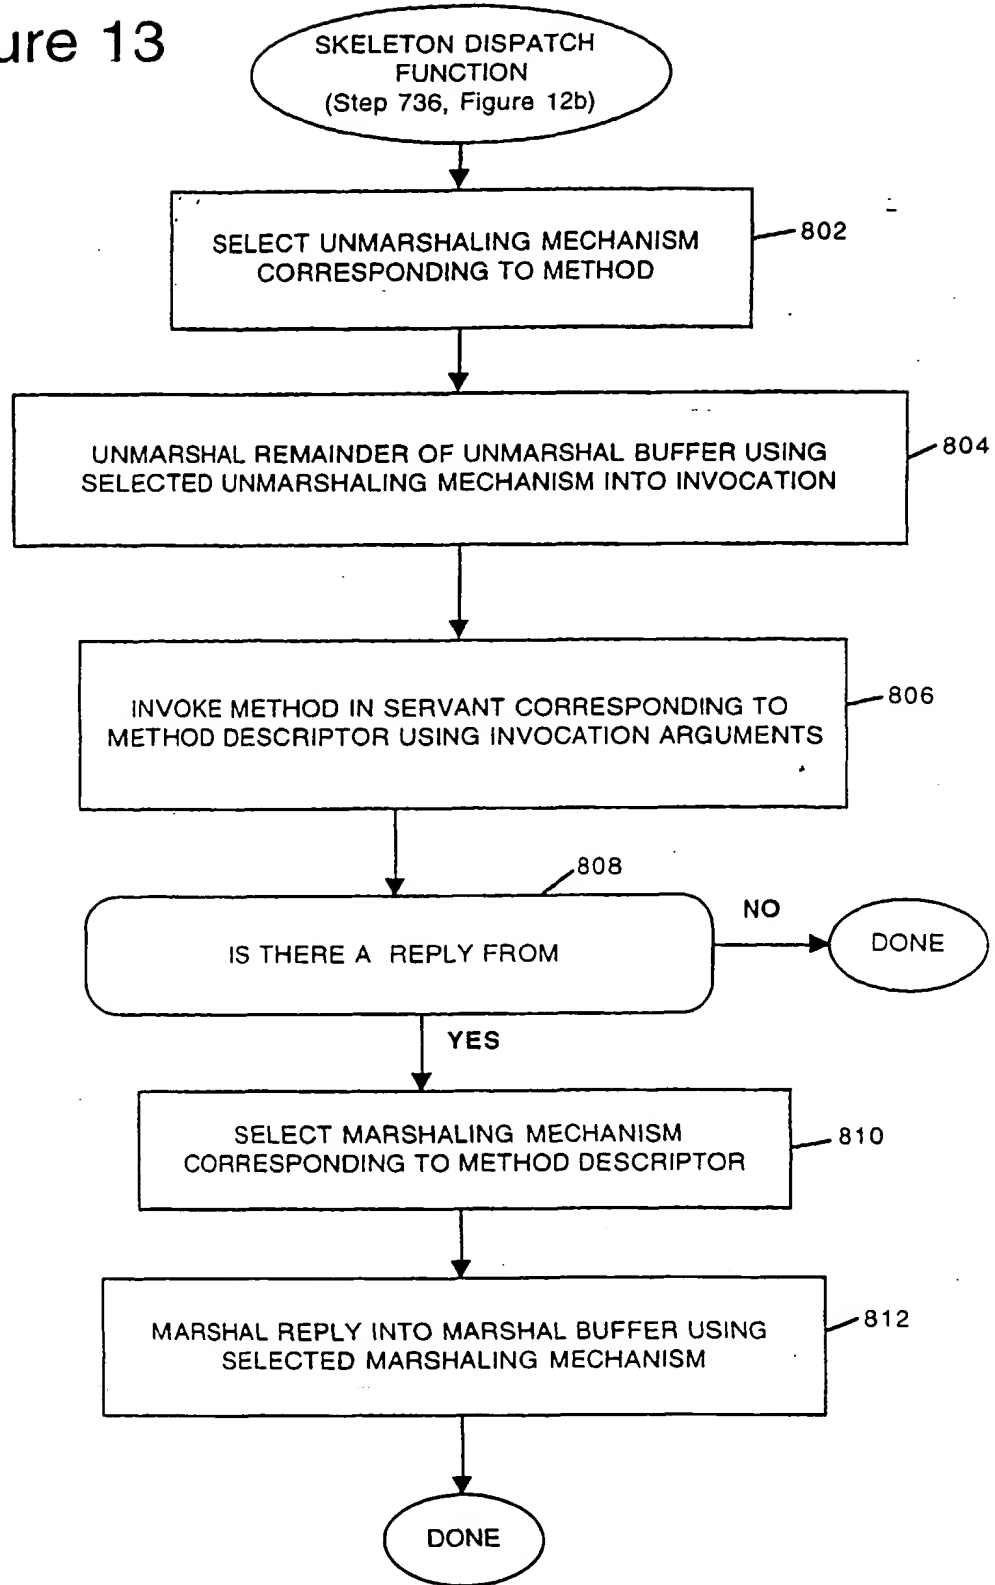 ure 13
SKELETON DISPATCH
FUNCTION
(Step 736, Figure 12b)
SELECT UNMARSHALING MECHANISM
CORRESPONDING TO METHOD
802
UNMARSHAL REMAINDER OF UNMARSHAL BUFFER USING
SELECTED UNMARSHALING MECHANISM INTO INVOCATION
804
INVOKE METHOD IN SERVANT CORRESPONDING TO
METHOD DESCRIPTOR USING INVOCATION ARGUMENTS
806
808
IS THERE A REPLY FROM
NO
DONE
YES
SELECT MARSHALING MECHANISM
CORRESPONDING TO METHOD DESCRIPTOR
810
MARSHAL REPLY INTO MARSHAL BUFFER USING
SELECTED MARSHALING MECHANISM
812
DONE